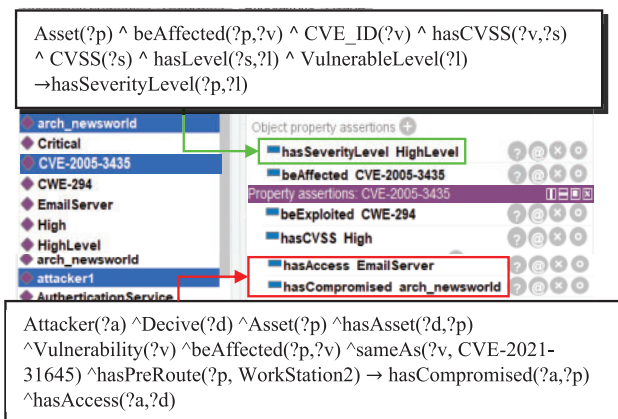 Asset(?p) ^ beAffected(?p,?v) ^ CVE_ID(?v) ^ hasCVSS(?v,?s)
^ CVSS(?s) ^ hasLevel(?s,?l) ^ VulnerableLevel(?l)
→hasSeverityLevel(?p,?l)
arch_newsworld
Critical
CVE-2005-3435
CWE-294
EmailServer
High
HighLevel
arch_newsworld
attacker1
AuthenticationService
Object property assertions
hasSeverityLevel HighLevel
beAffected CVE-2005-3435
Property assertions: CVE-2005-3435
beExploited CWE-294
hasCVSS High
hasAccess EmailServer
hasCompromised arch_newsworld
Attacker(?a) ^Decive(?d) ^Asset(?p) ^hasAsset(?d,?p)
^Vulnerability(?v) ^beAffected(?p,?v) ^sameAs(?v, CVE-2021-
31645) ^hasPreRoute(?p, WorkStation2) → hasCompromised(?a,?p)
^hasAccess(?a,?d)